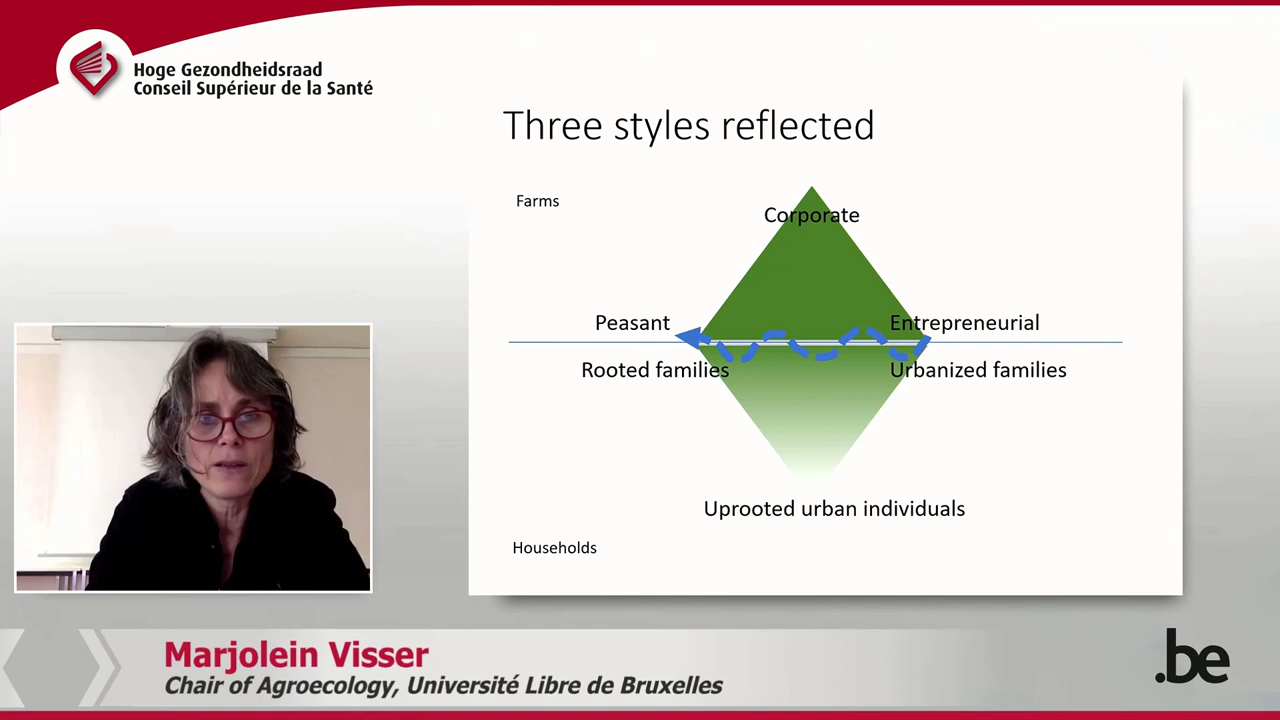 Hoge Gezondheidsraad
Conseil Supérieur de la Santé
Three styles reflected
Farms
Corporate
Peasant
Entrepreneurial
Rooted families
Urbanized families
Uprooted urban individuals
Households
Marjolein Visser
Chair of Agroecology, Université Libre de Bruxelles
.be